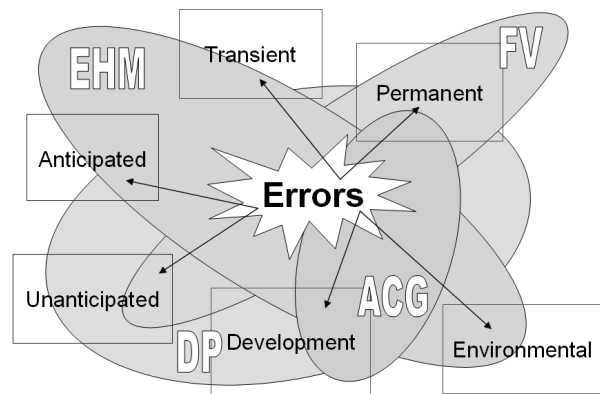 EHM
Transient
FV
Permanent
Anticipated
Errors
Unanticipated
ACG
DP
Development
Environmental